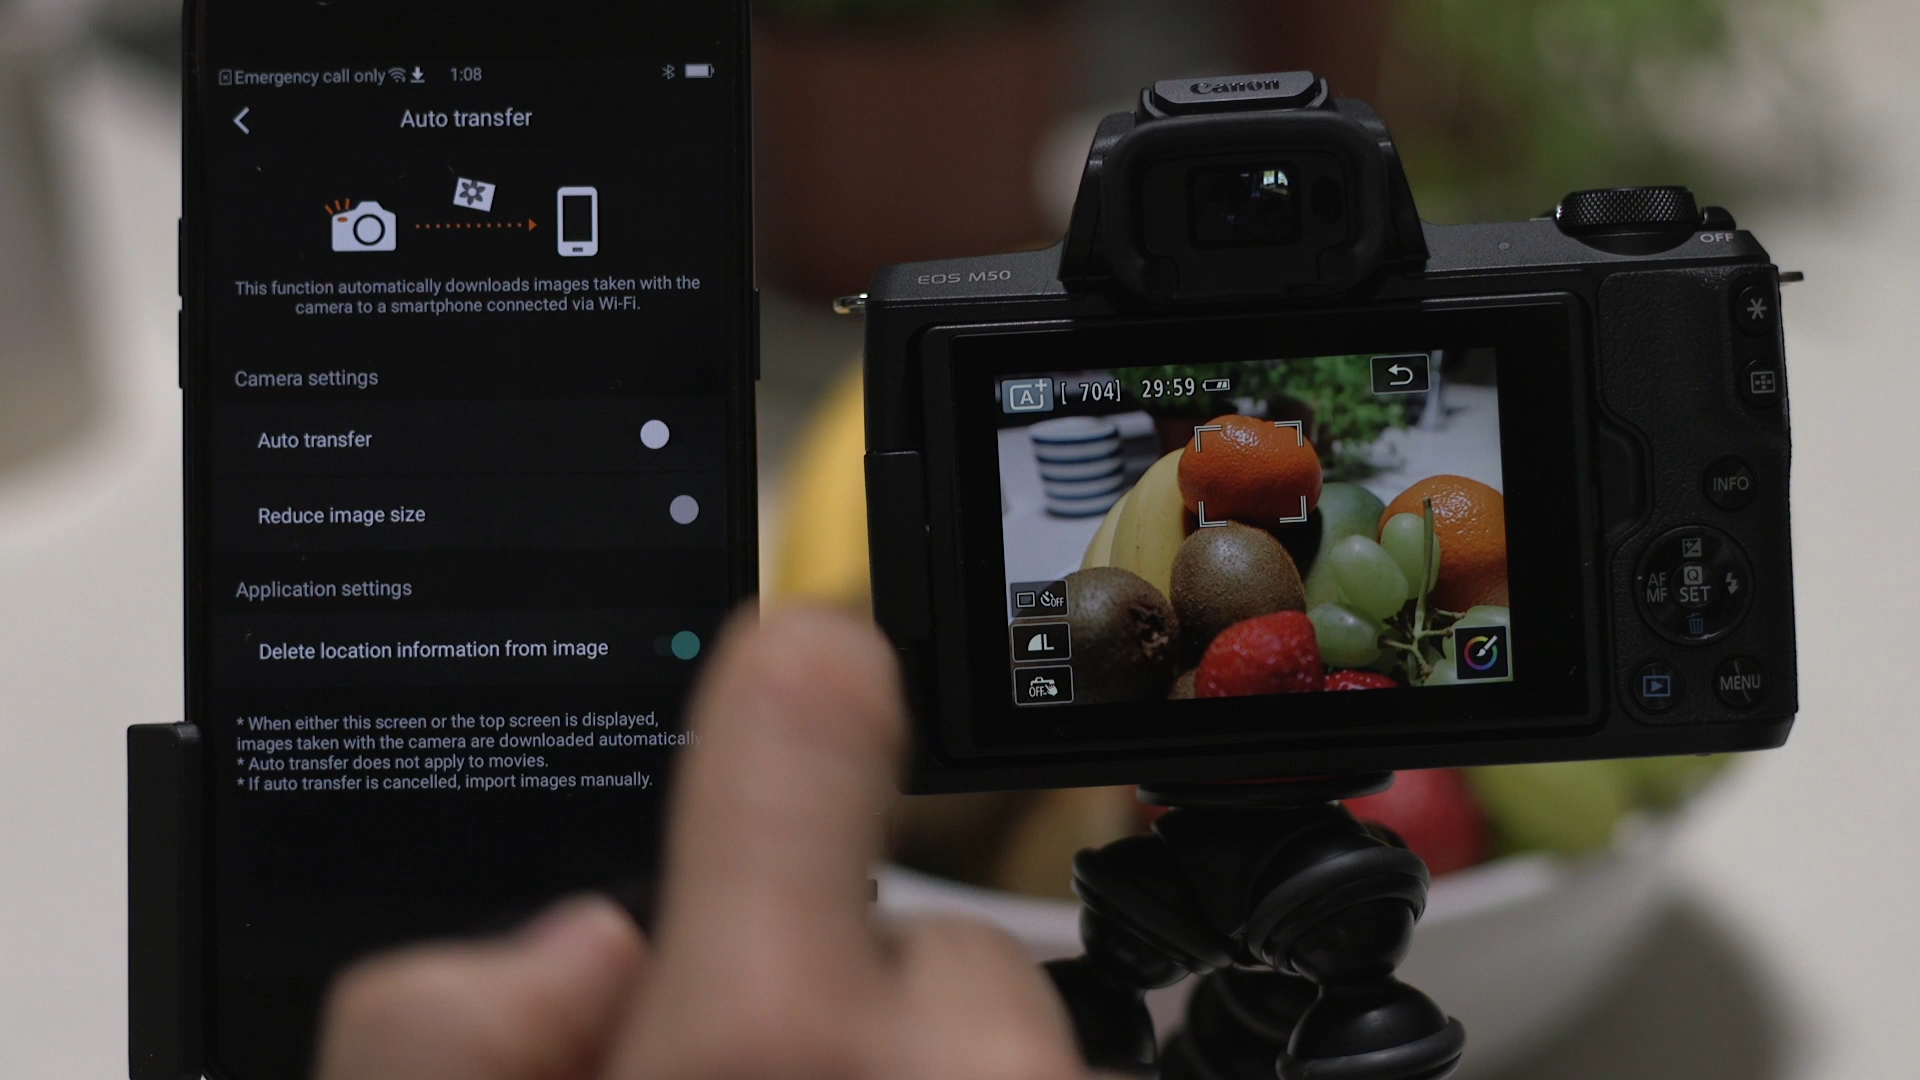 Emergency call only 1:08
Auto transfer
This function automatically downloads images taken with the
camera to a smartphone connected via Wi-Fi.
Camera settings
Auto transfer
Reduce image size
Application settings
Delete location information from image
* When either this screen or the top screen is displayed,
images taken with the camera are downloaded automatically
* Auto transfer does not apply to movies.
* If auto transfer is cancelled, import images manually.
Canon
OFF
EOS M50
A+ [ 704] 29:59
OFF
L
OFF
INFO
AF
MF
Q
SET
MENU